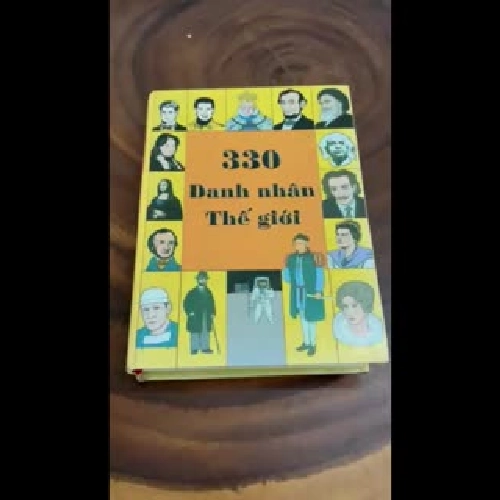 330
Danh nhân
Thế giới